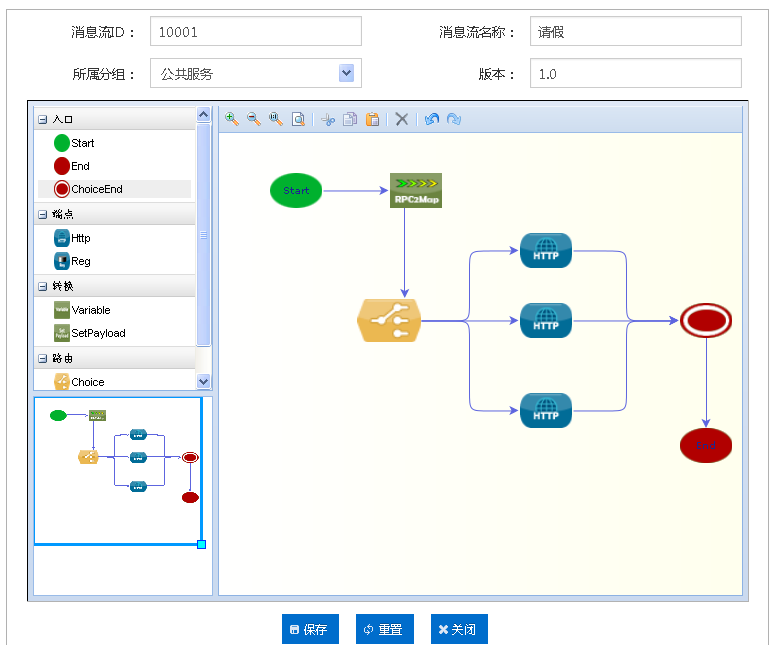 消息流ID： 10001 消息流名称： 请假
所属分组： 公共服务 版本： 1.0
入口
Start
End
ChoiceEnd
端点
Http
Reg
转换
Variable
SetPayload
路由
Choice
Start
RPC2Map
HTTP
HTTP
HTTP
End
保存 重置 关闭